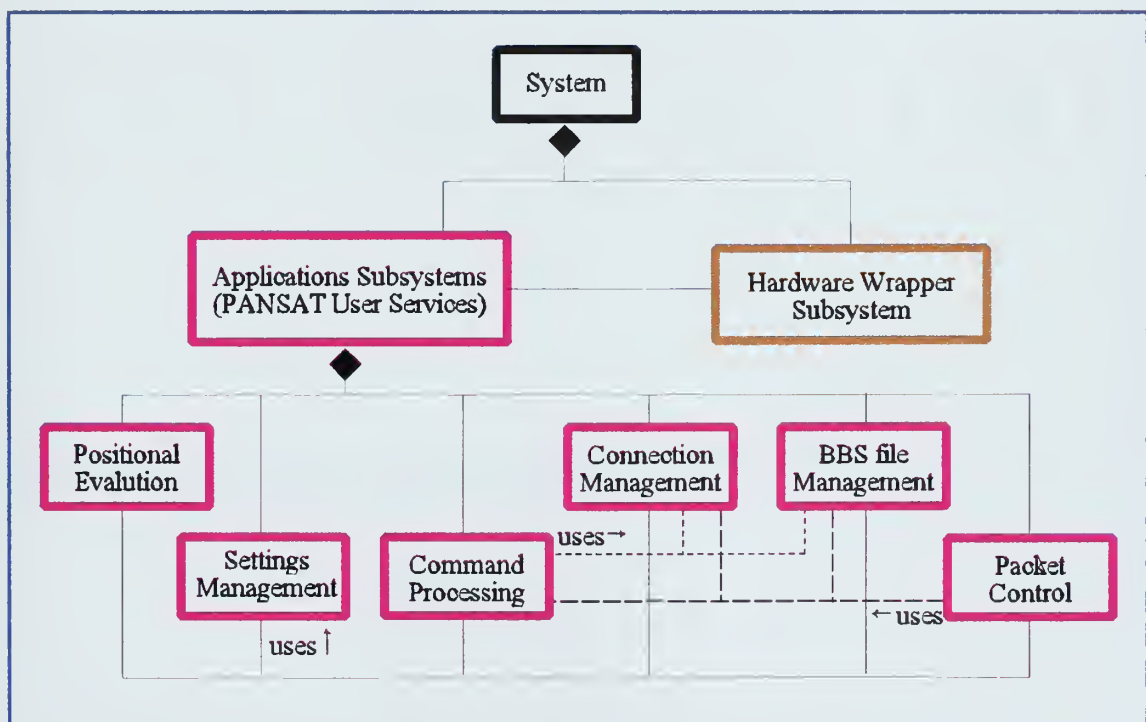 System
Applications Subsystems
(PANSAT User Services)
Hardware Wrapper
Subsystem
Positional
Evalution
Connection
Management
BBS file
Management
uses→
Settings
Management
Command
Processing
Packet
Control
←uses
uses↑